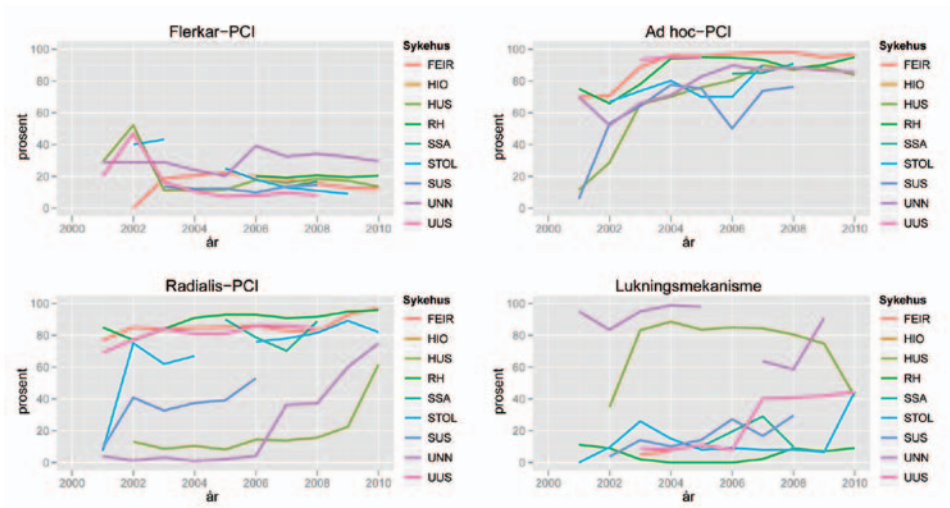 Flerkar-PCI
Sykehus
FEIR
HIO
HUS
RH
SSA
STOL
SUS
UNN
UUS
prosent
100
80
60
40
20
0
2000 2002 2004 2006 2008 2010
år
Ad hoc-PCI
Sykehus
FEIR
HIO
HUS
RH
SSA
STOL
SUS
UNN
UUS
prosent
100
80
60
40
20
0
2000 2002 2004 2006 2008 2010
år
Radialis-PCI
Sykehus
FEIR
HIO
HUS
RH
SSA
STOL
SUS
UNN
UUS
prosent
100
80
60
40
20
0
2000 2002 2004 2006 2008 2010
år
Lukningsmekanisme
Sykehus
FEIR
HIO
HUS
RH
SSA
STOL
SUS
UNN
UUS
prosent
100
80
60
40
20
0
2000 2002 2004 2006 2008 2010
år